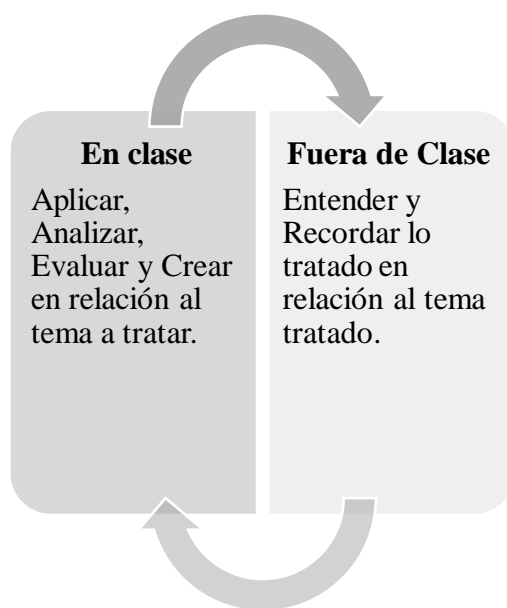 En clase
Aplicar,
Analizar,
Evaluar y Crear
en relación al
tema a tratar.
Fuera de Clase
Entender y
Recordar lo
tratado en
relación al tema
tratado.